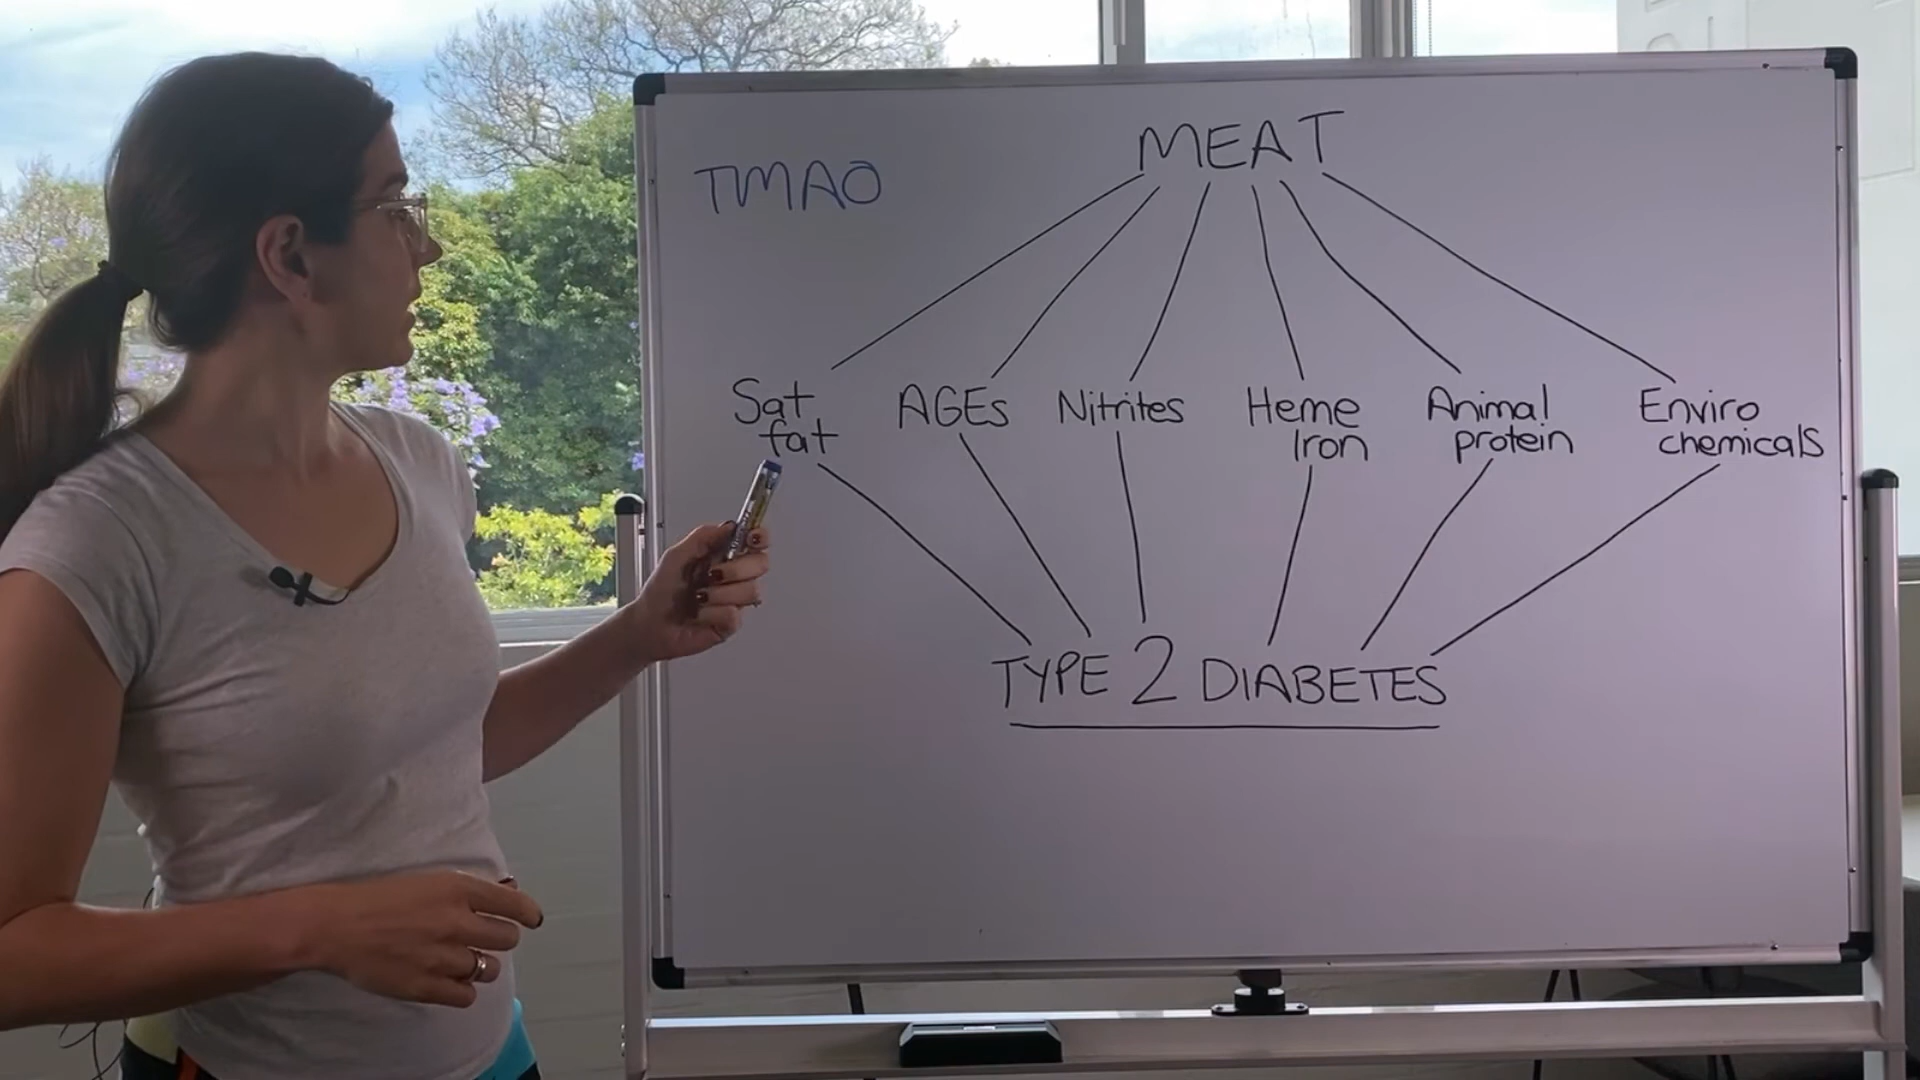 MEAT
TMAO
Sat fat
AGEs
Nitrites
Heme Iron
Animal protein
Enviro chemicals
TYPE 2 DIABETES